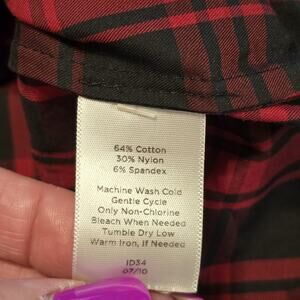 64% Cotton
30% Nylon
6% Spandex
Machine Wash Cold
Gentle Cycle
Only Non-Chlorine
Bleach When Needed
Tumble Dry Low
Warm Iron, If Needed
ID34
07/10